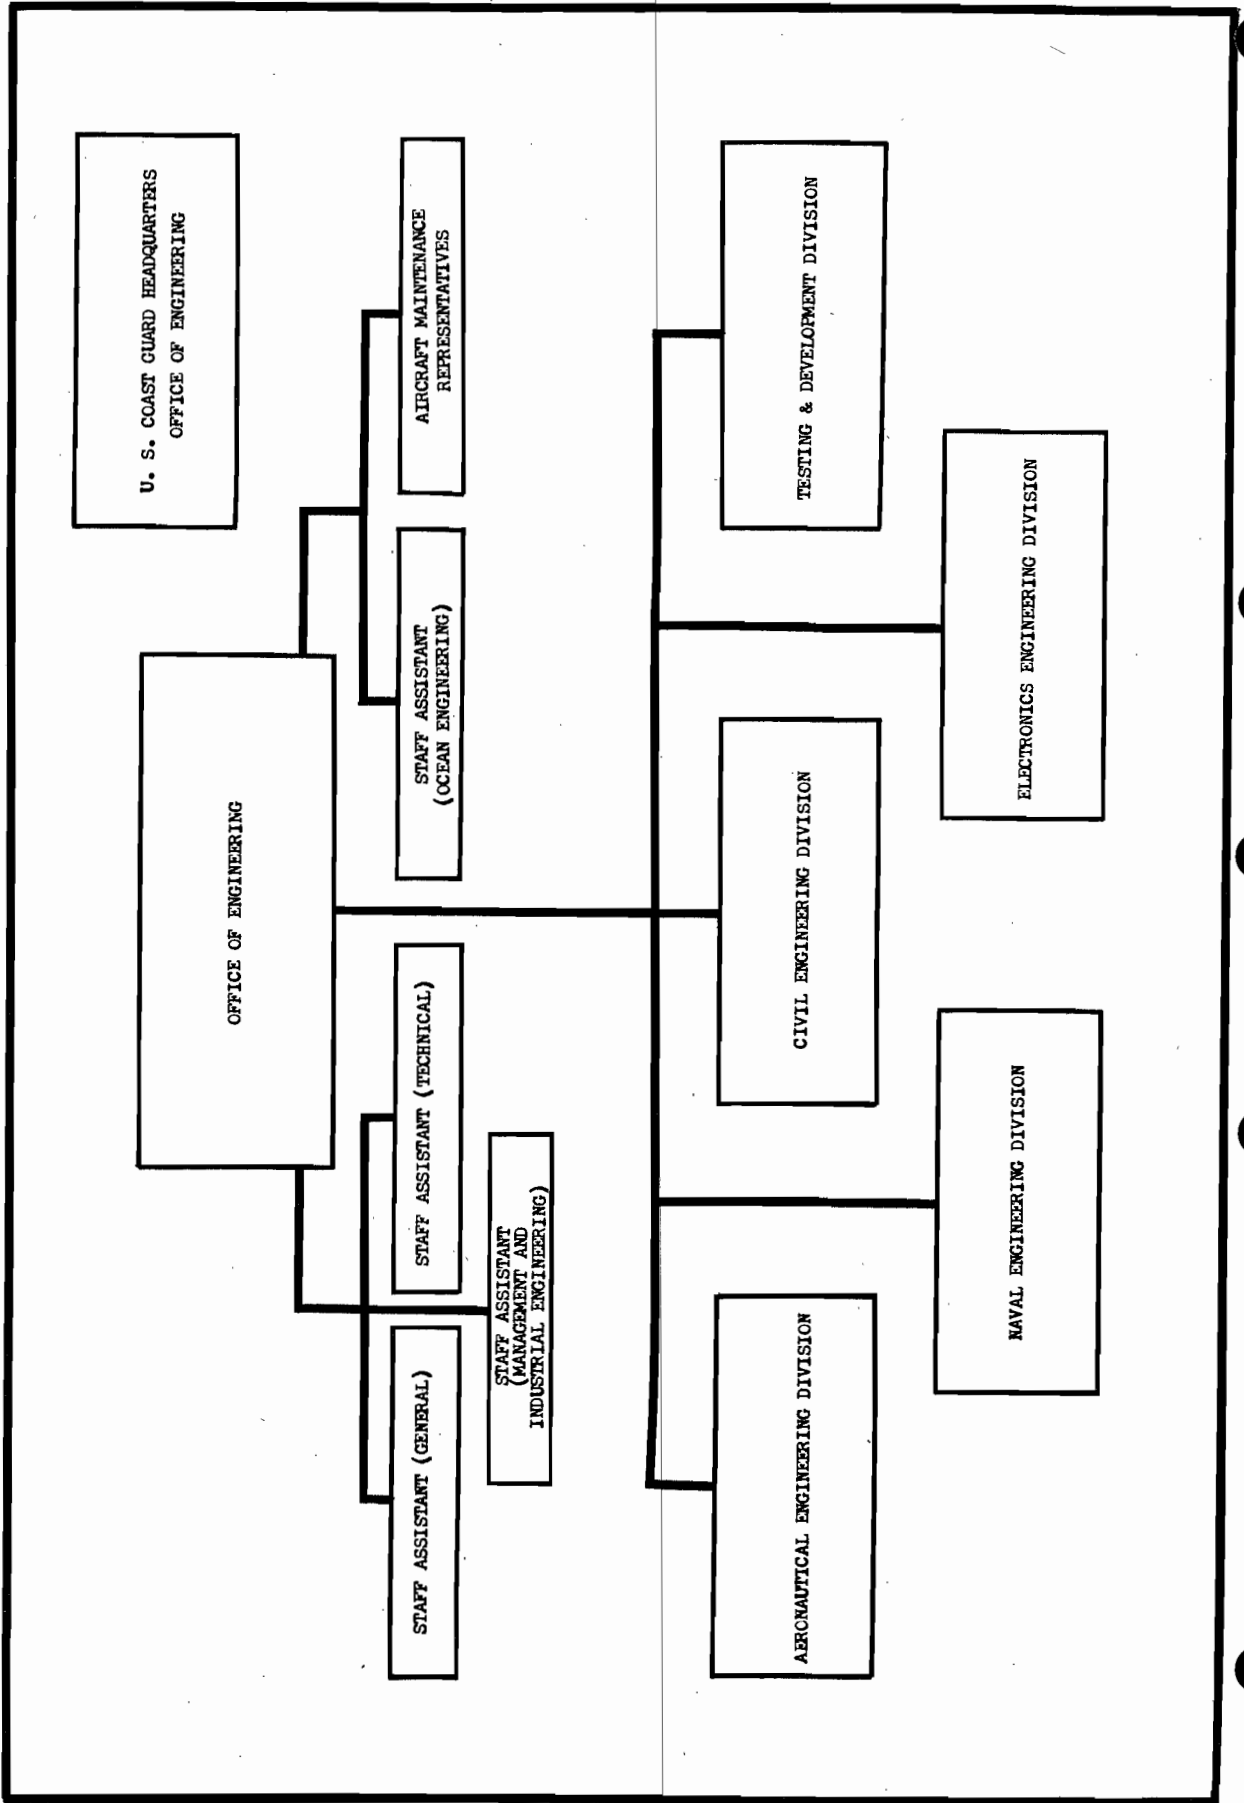 U. S. COAST GUARD HEADQUARTERS
OFFICE OF ENGINEERING
OFFICE OF ENGINEERING
STAFF ASSISTANT (GENERAL)
STAFF ASSISTANT (TECHNICAL)
STAFF ASSISTANT
(MANAGEMENT AND
INDUSTRIAL ENGINEERING)
STAFF ASSISTANT
(OCEAN ENGINEERING)
AIRCRAFT MAINTENANCE
REPRESENTATIVES
AERONAUTICAL ENGINEERING DIVISION
CIVIL ENGINEERING DIVISION
TESTING & DEVELOPMENT DIVISION
NAVAL ENGINEERING DIVISION
ELECTRONICS ENGINEERING DIVISION